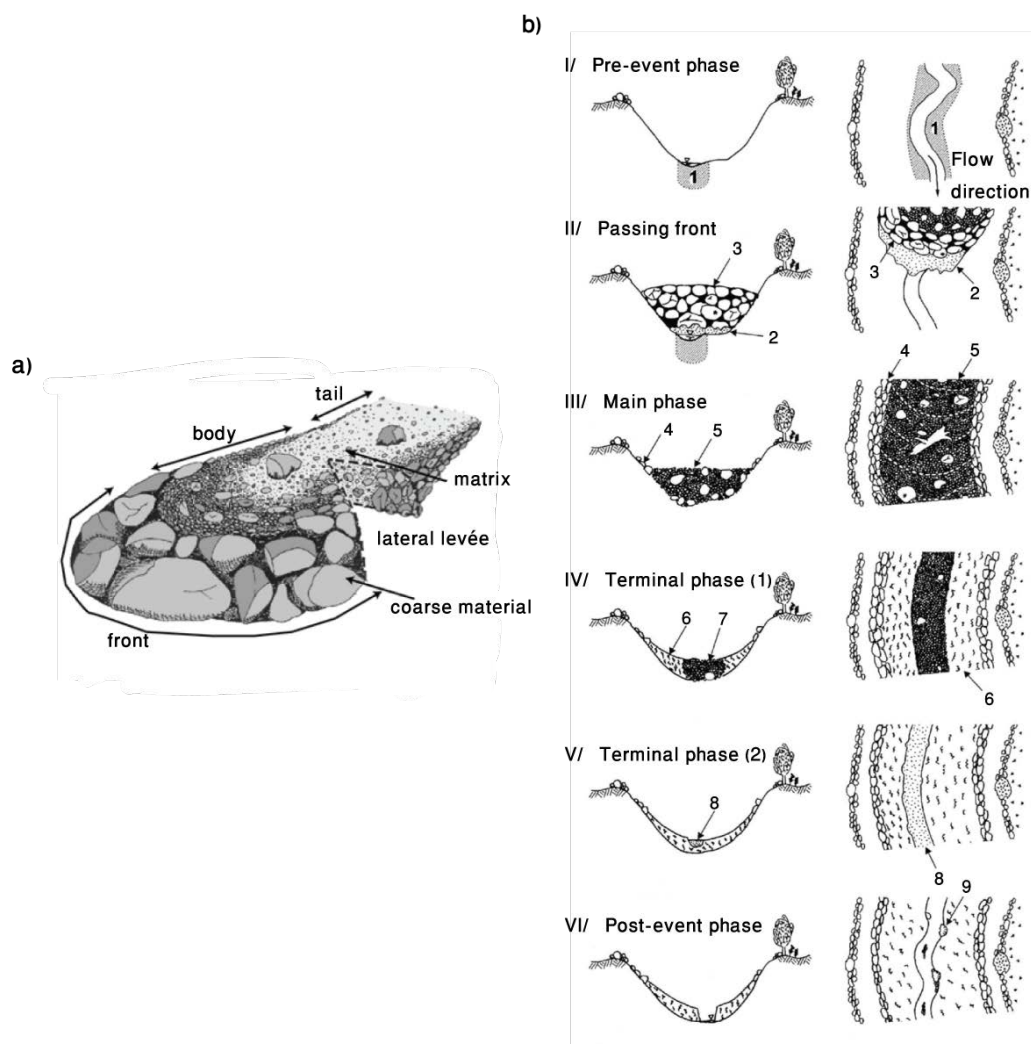 a)
tail
body
matrix
lateral levée
coarse material
front
b)
I/ Pre-event phase
1
1
Flow
direction
II/ Passing front
3
2
3
2
III/ Main phase
4
5
4
5
IV/ Terminal phase (1)
6
7
6
V/ Terminal phase (2)
8
8
VI/ Post-event phase
9